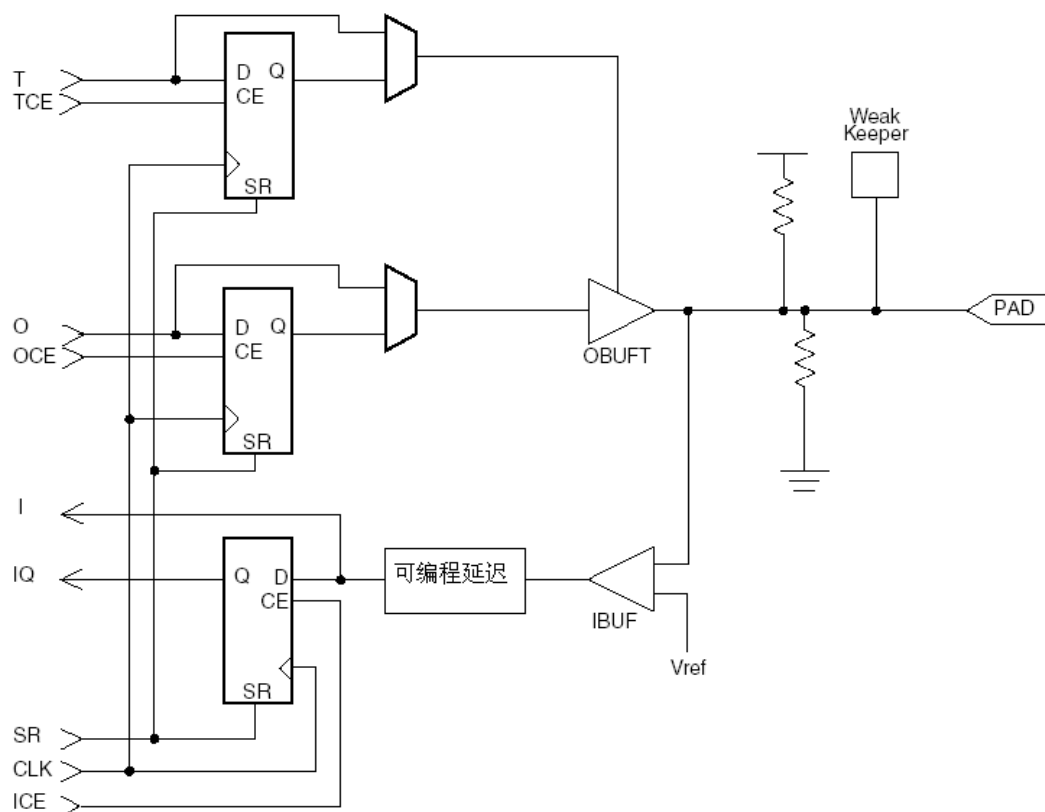 T
TCE
D
Q
CE
SR
Weak
Keeper
O
OCE
D
Q
CE
SR
OBUFT
PAD
I
IQ
Q
D
CE
SR
可编程延迟
IBUF
Vref
SR
CLK
ICE